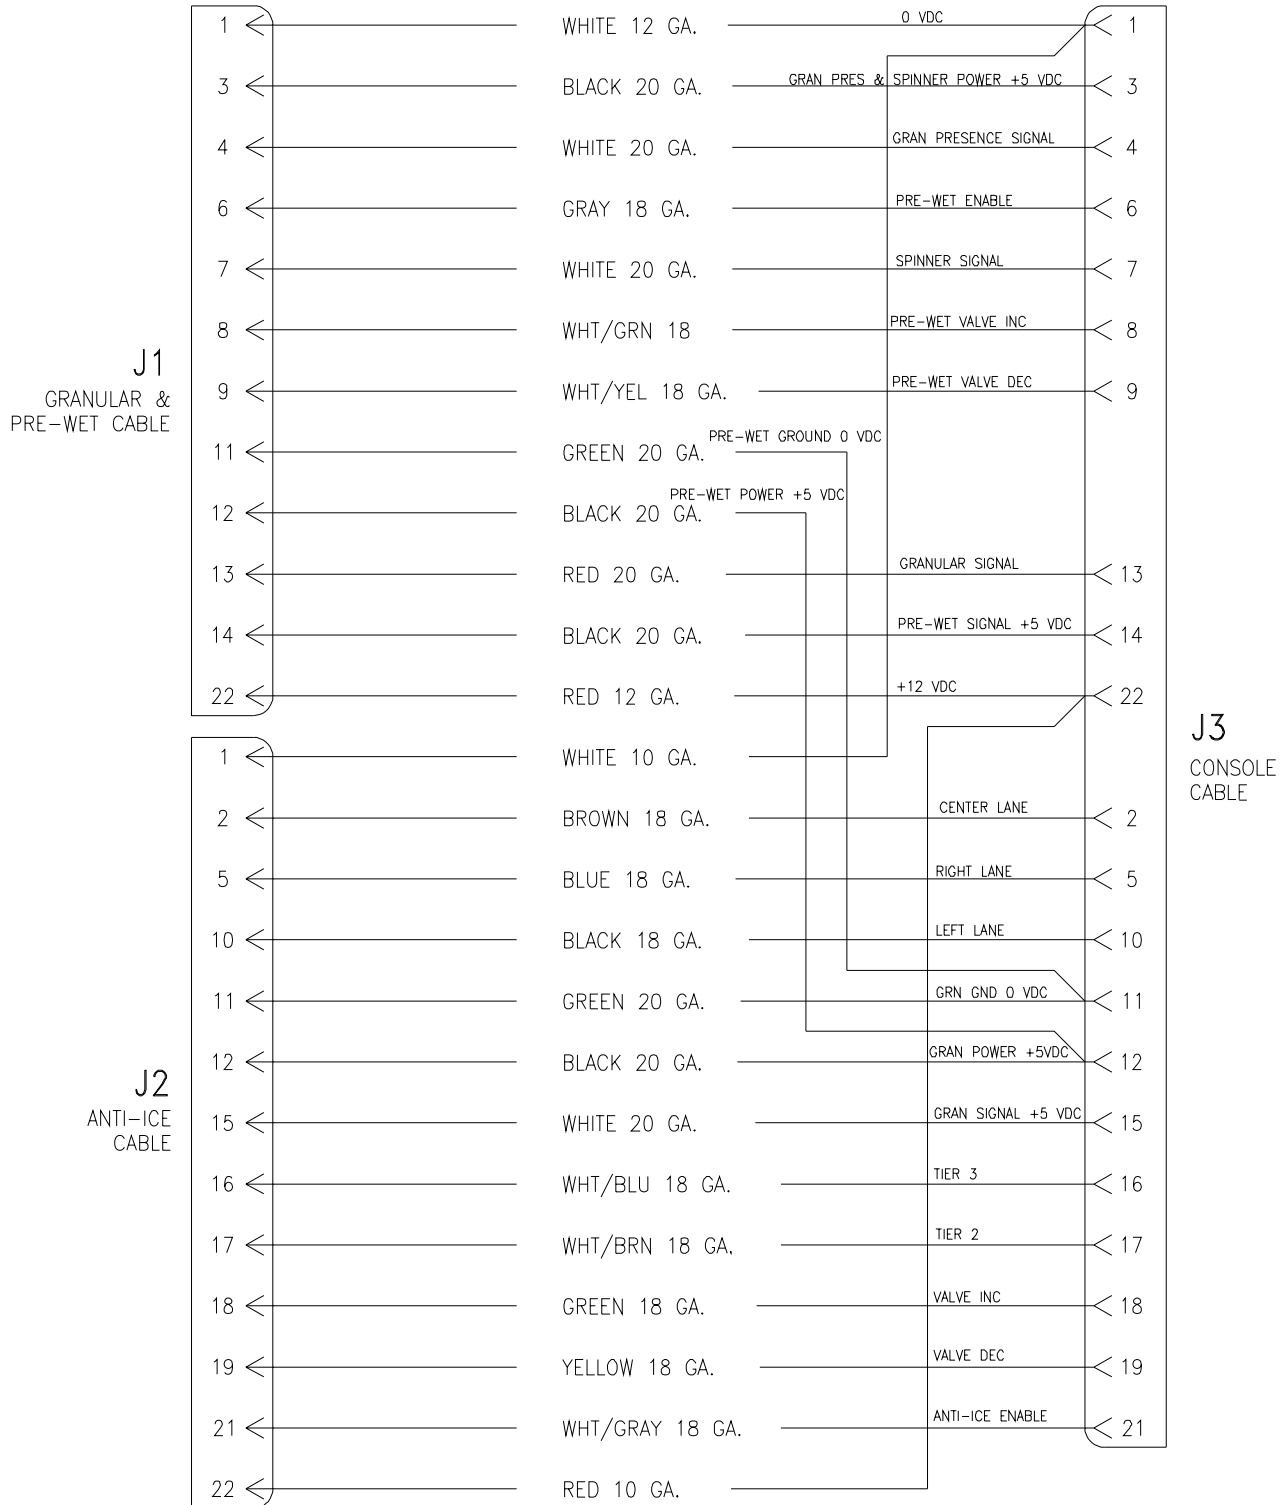 1 WHITE 12 GA. 0 VDC 1
3 BLACK 20 GA. GRAN PRES & SPINNER POWER +5 VDC 3
4 WHITE 20 GA. GRAN PRESENCE SIGNAL 4
6 GRAY 18 GA. PRE-WET ENABLE 6
7 WHITE 20 GA. SPINNER SIGNAL 7
8 WHT/GRN 18 PRE-WET VALVE INC 8
J1
GRANULAR &
PRE-WET CABLE
9 WHT/YEL 18 GA. PRE-WET VALVE DEC 9
11 GREEN 20 GA. PRE-WET GROUND 0 VDC
12 BLACK 20 GA. PRE-WET POWER +5 VDC
13 RED 20 GA. GRANULAR SIGNAL 13
14 BLACK 20 GA. PRE-WET SIGNAL +5 VDC 14
22 RED 12 GA. +12 VDC 22
J3
CONSOLE
CABLE
1 WHITE 10 GA.
2 BROWN 18 GA. CENTER LANE 2
5 BLUE 18 GA. RIGHT LANE 5
10 BLACK 18 GA. LEFT LANE 10
11 GREEN 20 GA. GRN GND 0 VDC 11
12 BLACK 20 GA. GRAN POWER +5VDC 12
J2
ANTI-ICE
CABLE
15 WHITE 20 GA. GRAN SIGNAL +5 VDC 15
16 WHT/BLU 18 GA. TIER 3 16
17 WHT/BRN 18 GA. TIER 2 17
18 GREEN 18 GA. VALVE INC 18
19 YELLOW 18 GA. VALVE DEC 19
21 WHT/GRAY 18 GA. ANTI-ICE ENABLE 21
22 RED 10 GA.